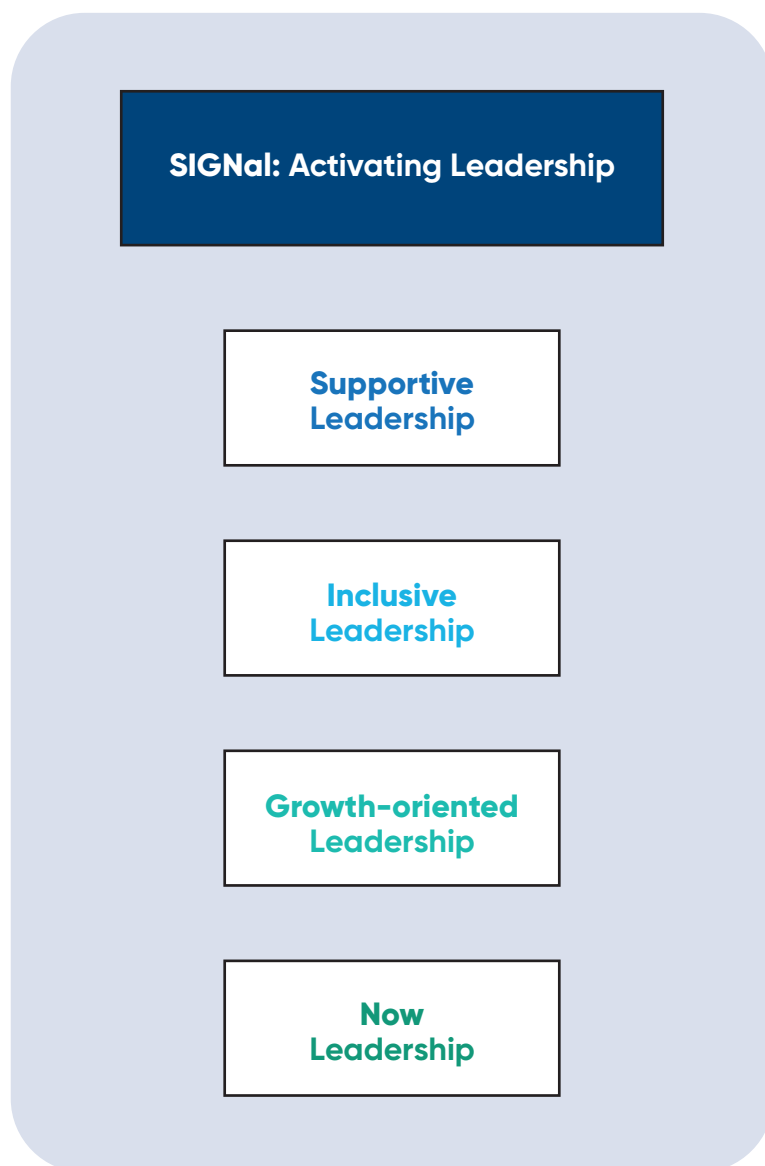 SIGNal: Activating Leadership
Supportive
Leadership
Inclusive
Leadership
Growth-oriented
Leadership
Now
Leadership